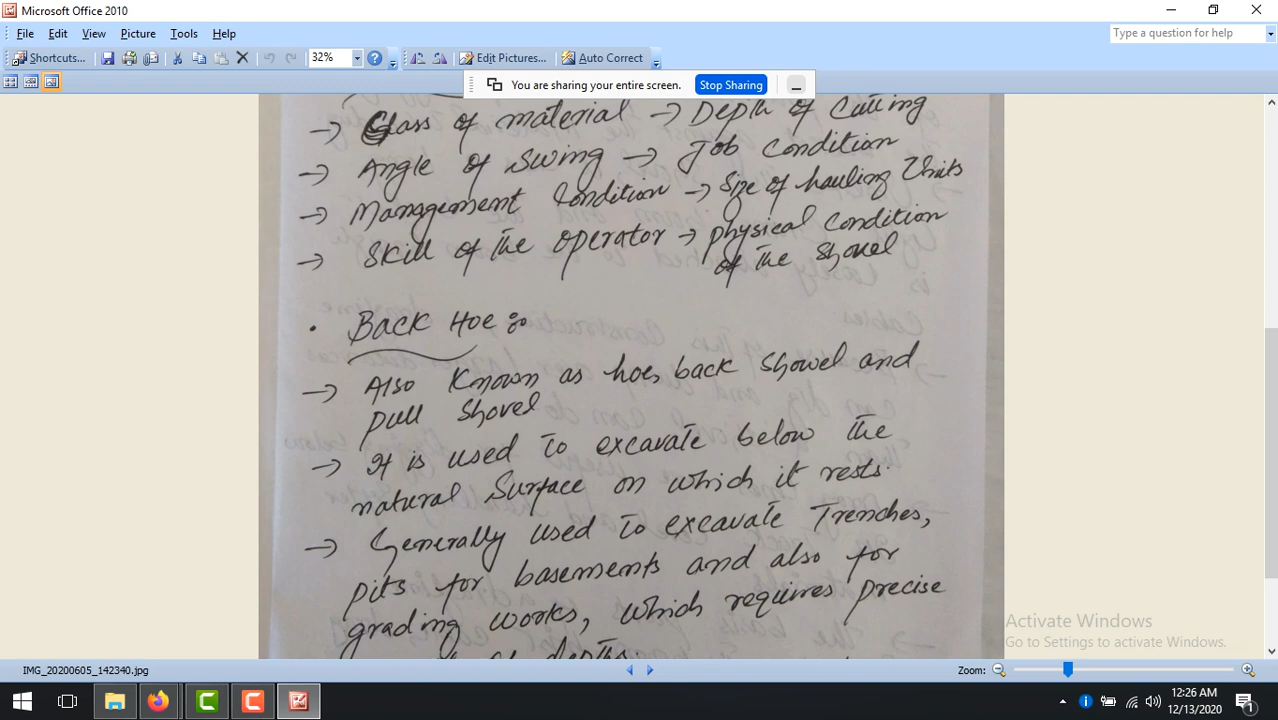 Microsoft Office 2010
File Edit View Picture Tools Help
Type a question for help
Shortcuts... 32% Edit Pictures... Auto Correct
You are sharing your entire screen. Stop Sharing
→ Class of material → Depth of Cutting
→ Angle of Swing → Job Condition
→ Management Condition → Size of hauling Units
→ Skill of the operator → physical condition
of the shovel
• Back Hoe :-
→ Also Known as hoe, back shovel and
pull shovel
→ It is used to excavate below the
natural Surface on which it rests.
→ Generally used to excavate Trenches,
pits for basements and also for
grading works, which requires precise
of depths.
Activate Windows
Go to Settings to activate Windows.
IMG_20200605_142340.jpg
Zoom:
12:26 AM
12/13/2020
1